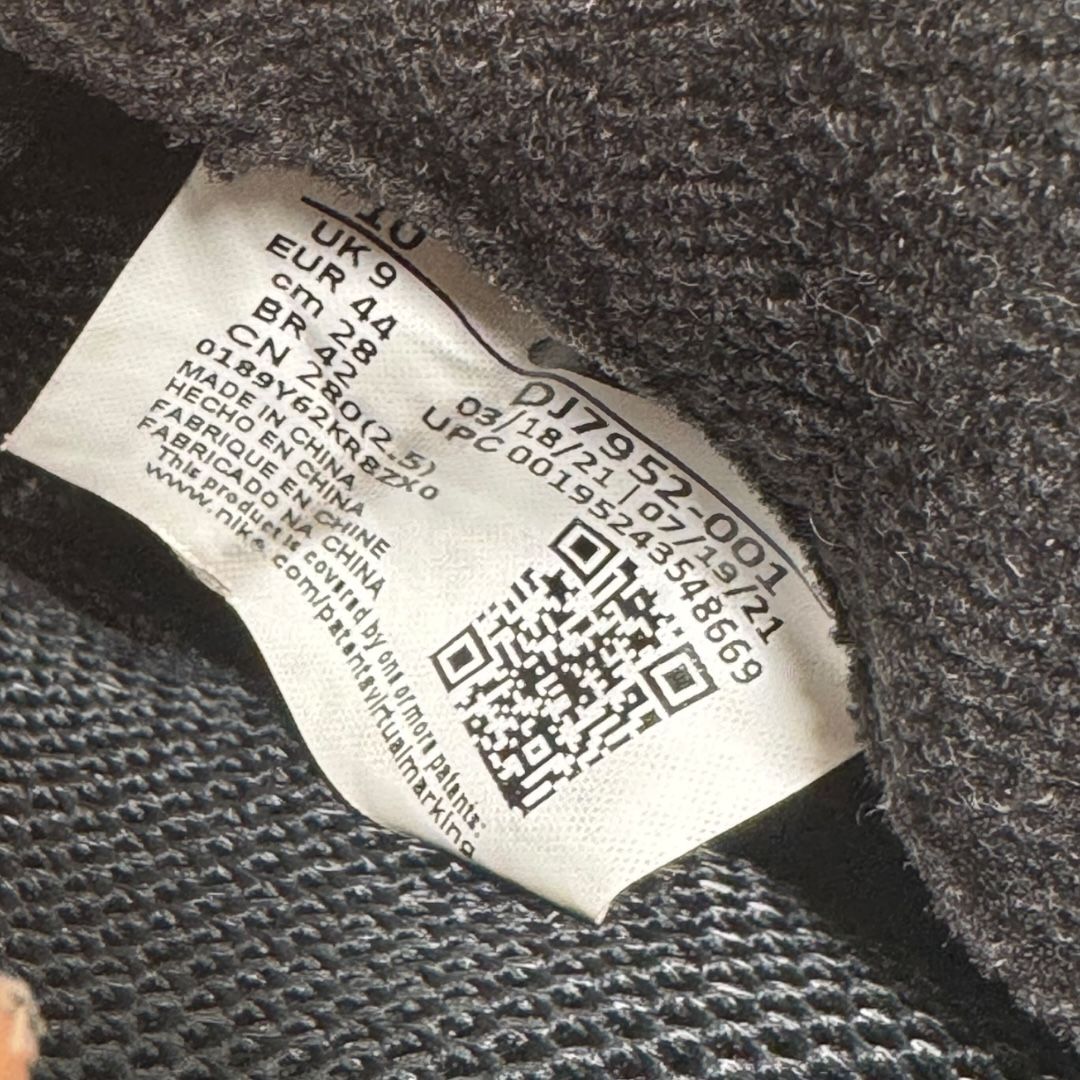 10
UK 9
EUR 44
cm 28
BR 42
CN 280(2.5)
0189Y62KR8ZX0
MADE IN CHINA
HECHO EN CHINA
FABRIQUE EN CHINE
FABRICADO NA CHINA
This product is covered by one or more patents:
www.nike.com/patentavirtualmarking
DJ7952-001
03/18/21 | 07/19/21
UPC 00195243548669